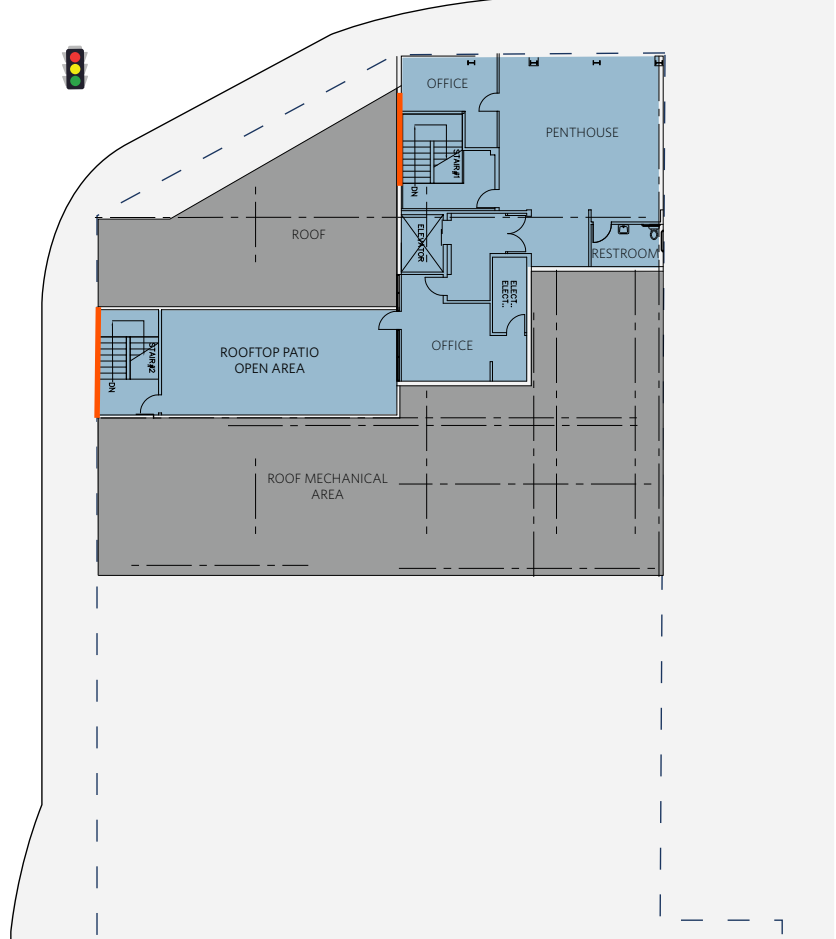 OFFICE
PENTHOUSE
STAIR#1
DN
ROOF
ELEVATOR
RESTROOM
ELECT..
ELECT..
ROOFTOP PATIO
OPEN AREA
OFFICE
STAIR#2
DN
ROOF MECHANICAL
AREA